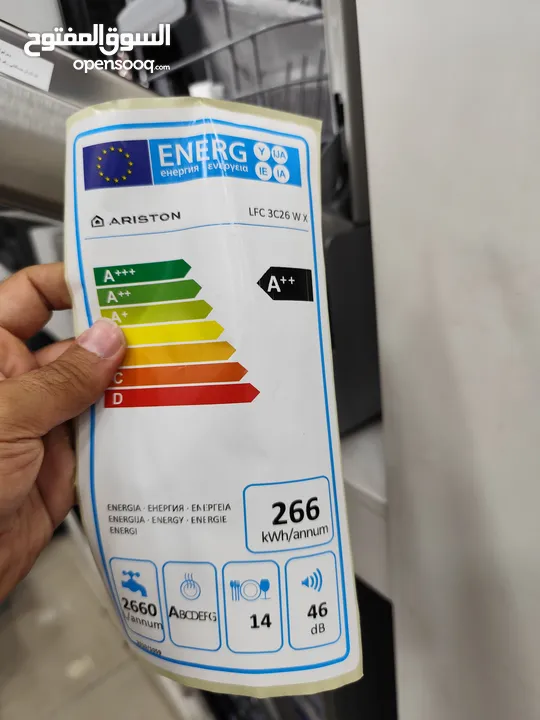 السوق المفتوح
opensooq.com
ENERG Y IJA IE IA
енергия · ενεργεια
ARISTON
LFC 3C26 W X
A+++
A++
A++
A+
C
D
ENERGIA · ЕНЕРГИЯ · ΕΝΕΡΓΕΙΑ
ENERGIJA · ENERGY · ENERGIE
ENERGI
266
kWh/annum
2660
/annum
ABCDEFG
14
46
dB